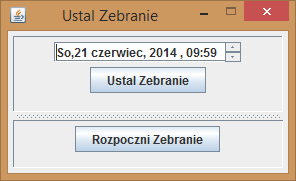 Ustal Zebranie
So,21 czerwiec, 2014 , 09:59
Ustal Zebranie
Rozpoczni Zebranie